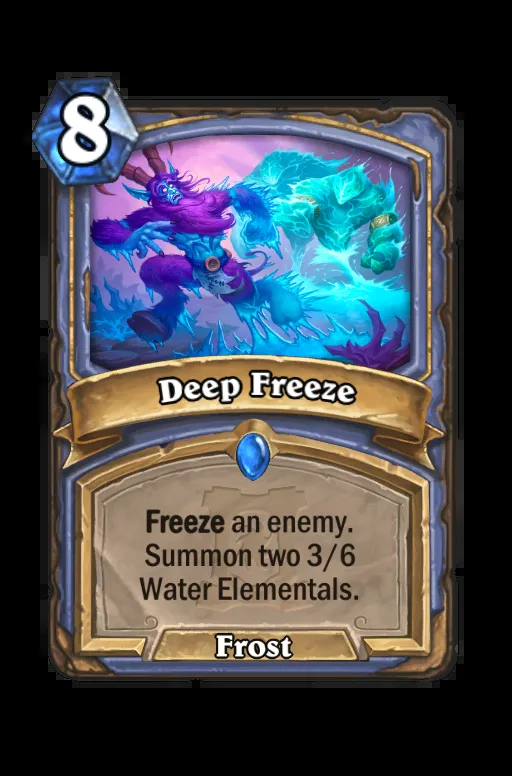 8
Deep Freeze
Freeze an enemy.
Summon two 3/6
Water Elementals.
Frost